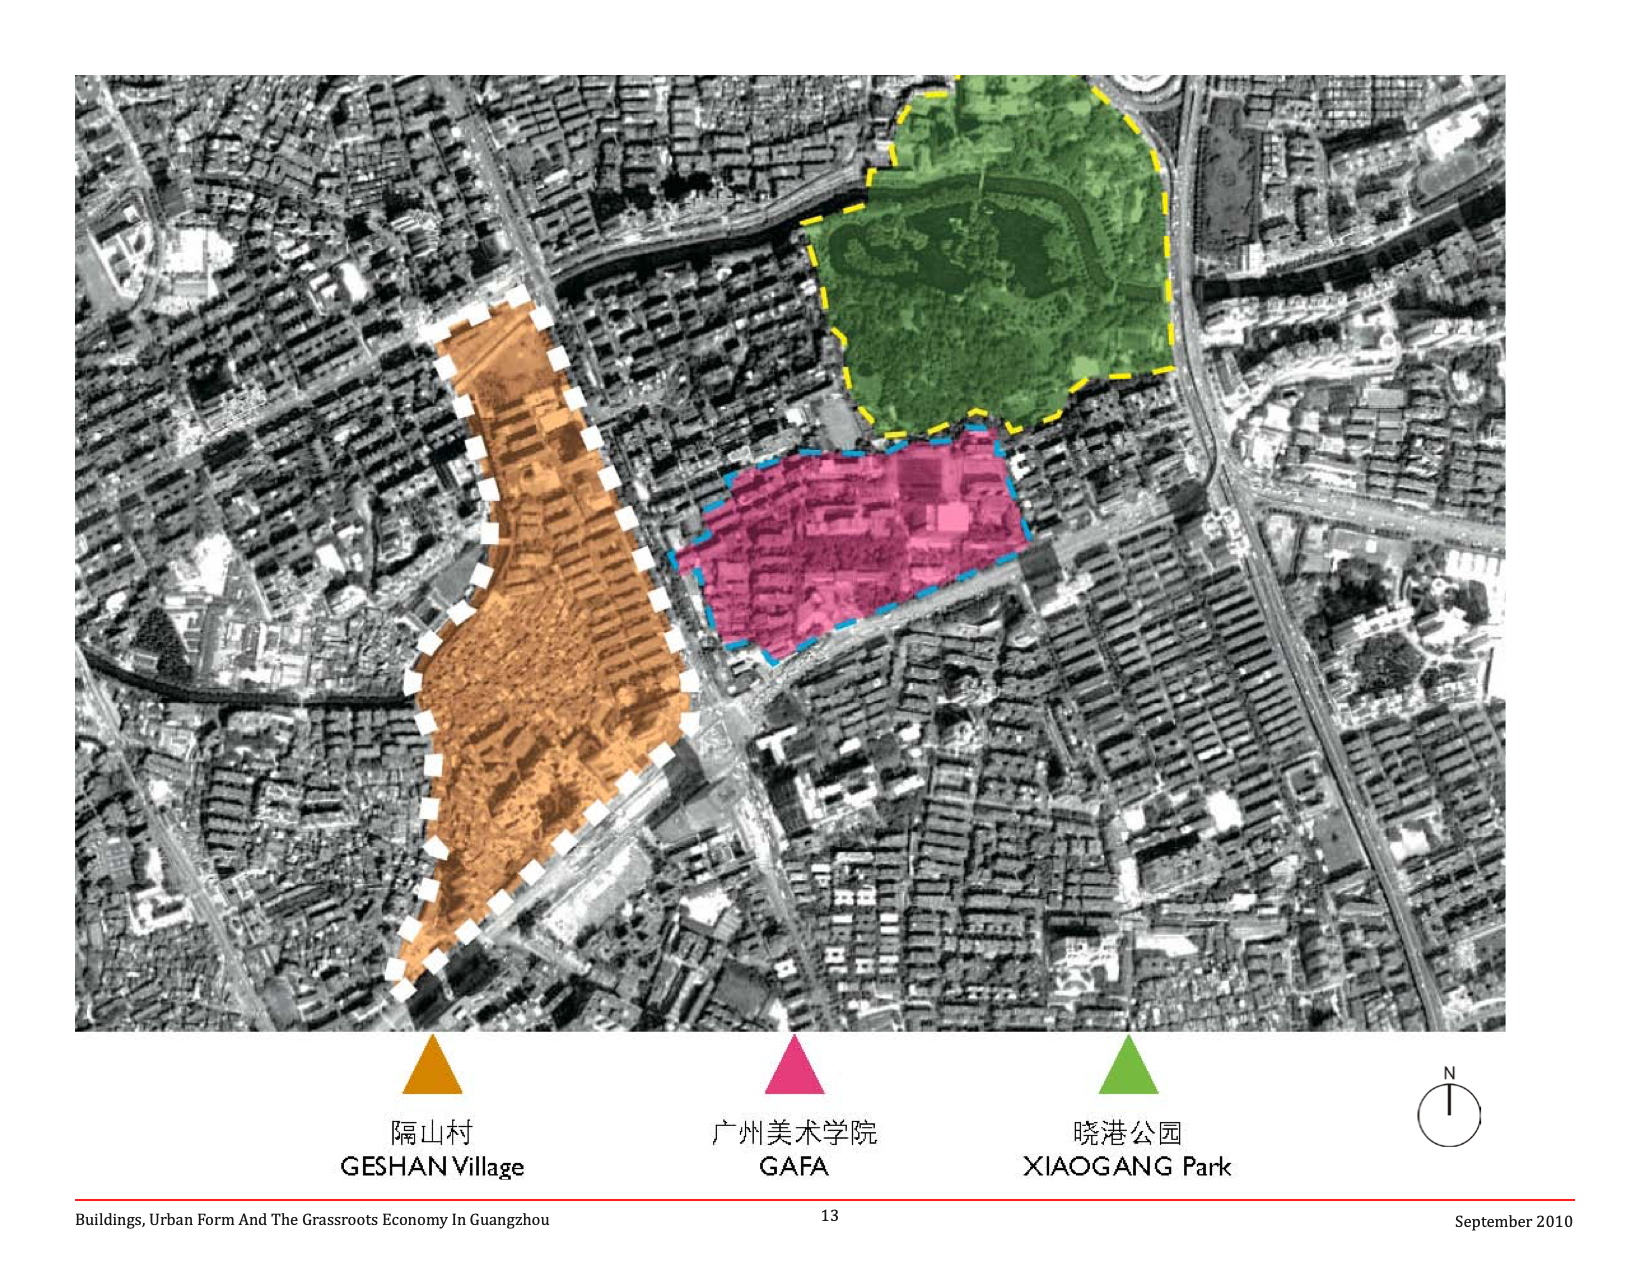 N
隔山村
广州美术学院
晓港公园
GESHAN Village
GAFA
XIAOGANG Park
Buildings, Urban Form And The Grassroots Economy In Guangzhou
13
September 2010